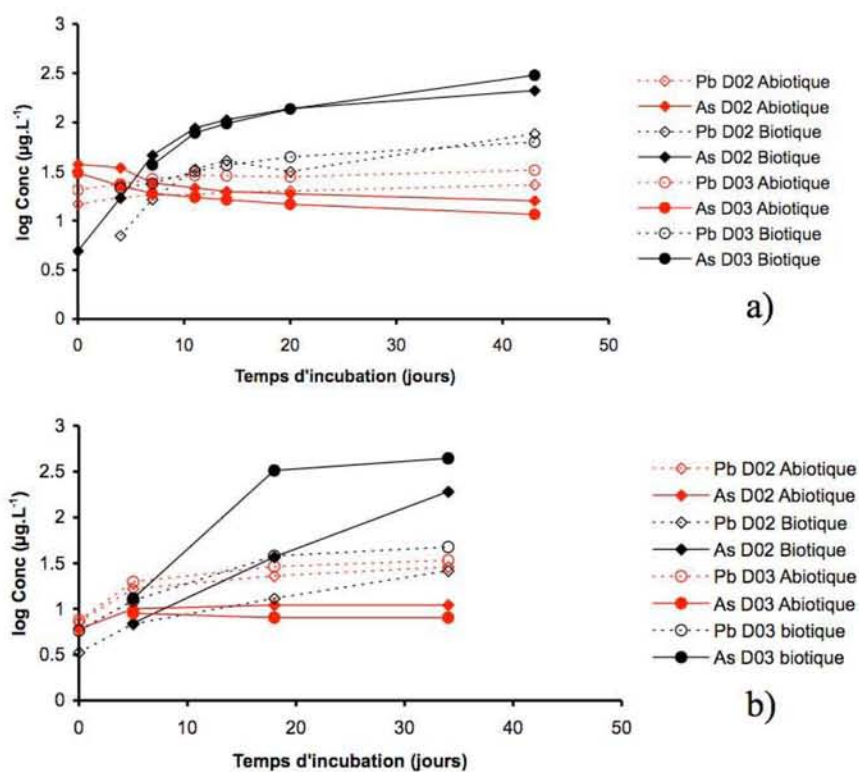 3
2.5
2
1.5
1
0.5
0
log Conc (µg.L⁻¹)
0 10 20 30 40 50
Temps d'incubation (jours)
Pb D02 Abiotique
As D02 Abiotique
Pb D02 Biotique
As D02 Biotique
Pb D03 Abiotique
As D03 Abiotique
Pb D03 Biotique
As D03 Biotique
a)
3
2.5
2
1.5
1
0.5
0
log Conc (µg.L⁻¹)
0 10 20 30 40 50
Temps d'incubation (jours)
Pb D02 Abiotique
As D02 Abiotique
Pb D02 Biotique
As D02 Biotique
Pb D03 Abiotique
As D03 Abiotique
Pb D03 biotique
As D03 biotique
b)